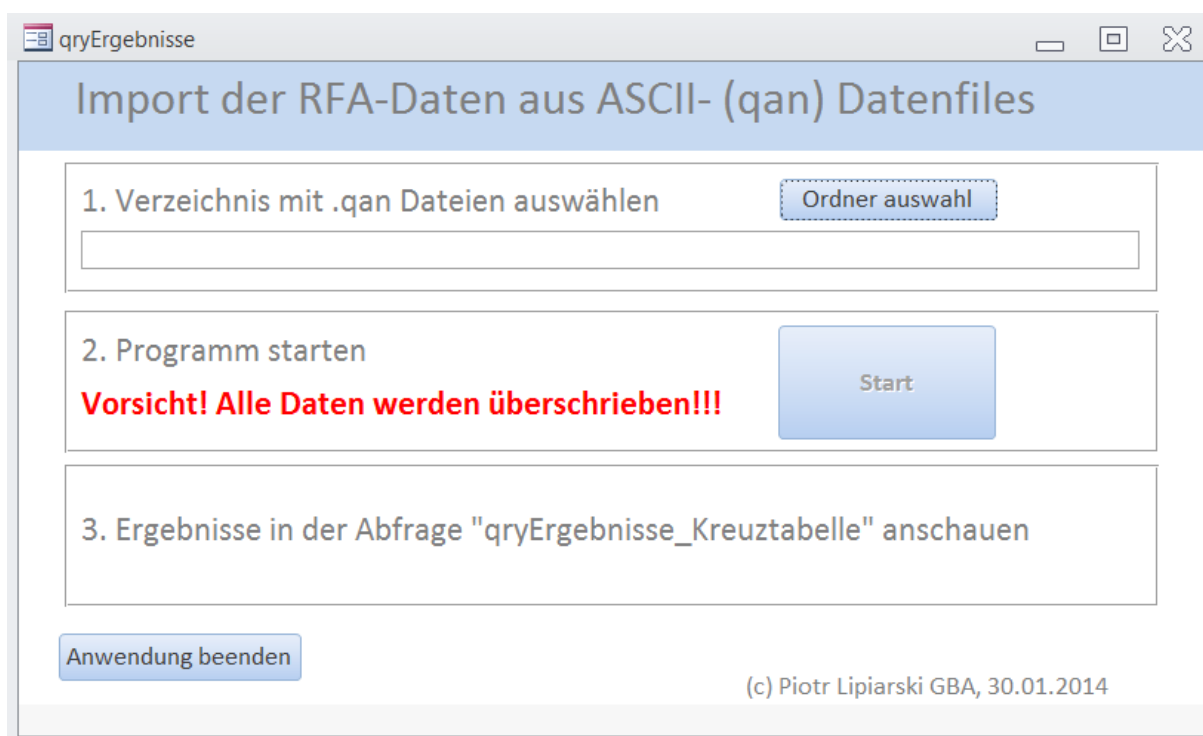 qryErgebnisse
Import der RFA-Daten aus ASCII- (qan) Datenfiles
1. Verzeichnis mit .qan Dateien auswählen
Ordner auswahl
2. Programm starten
Vorsicht! Alle Daten werden überschrieben!!!
Start
3. Ergebnisse in der Abfrage "qryErgebnisse_Kreuztabelle" anschauen
Anwendung beenden
(c) Piotr Lipiarski GBA, 30.01.2014